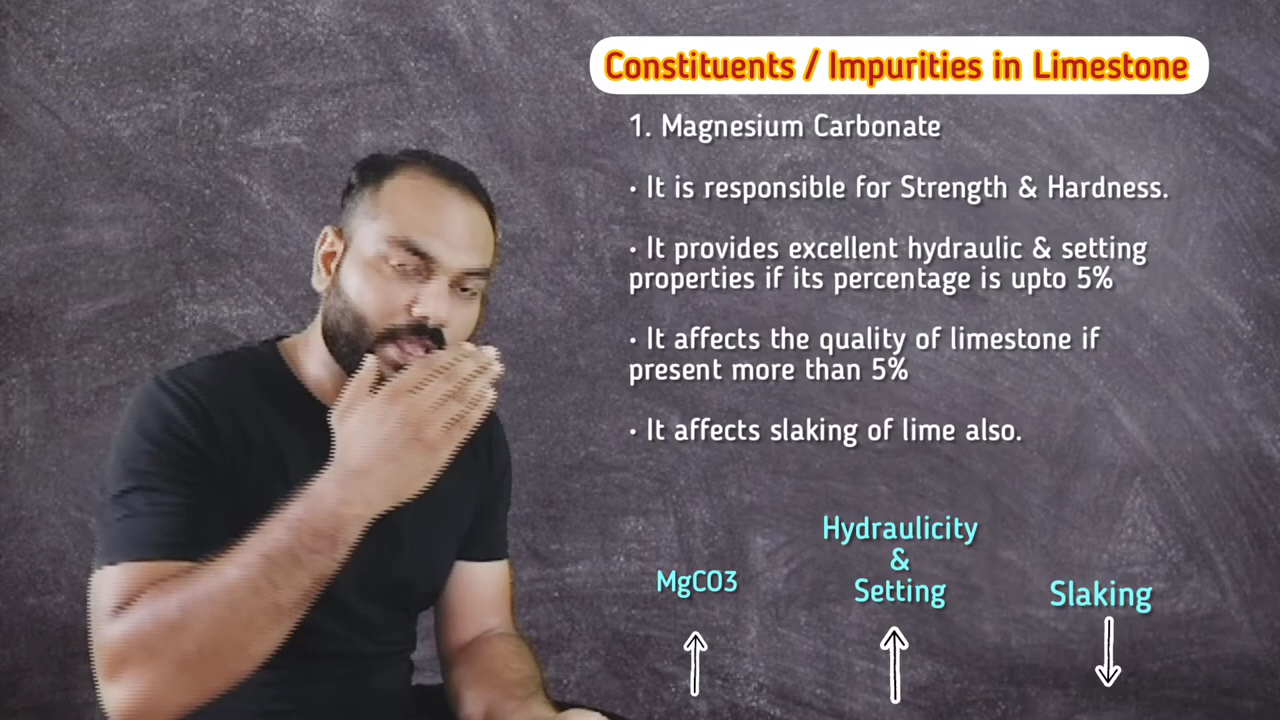 Constituents / Impurities in Limestone
1. Magnesium Carbonate
• It is responsible for Strength & Hardness.
• It provides excellent hydraulic & setting
properties if its percentage is upto 5%
• It affects the quality of limestone if
present more than 5%
• It affects slaking of lime also.
MgCO3
Hydraulicity
&
Setting
Slaking